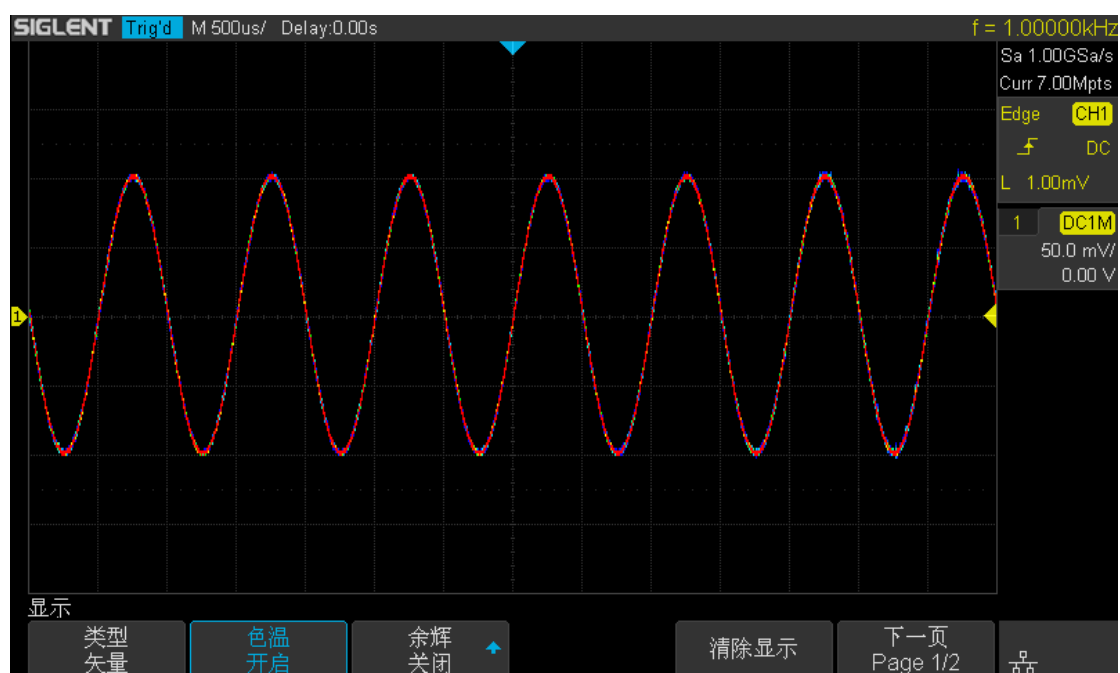 SIGLENT Trig'd M 500us/ Delay:0.00s f = 1.00000kHz
Sa 1.00GSa/s
Curr 7.00Mpts
Edge CH1
DC
L 1.00mV
1 DC1M
50.0 mV/
0.00 V
1
显示
类型
矢量
色温
开启
余辉
关闭
清除显示
下一页
Page 1/2